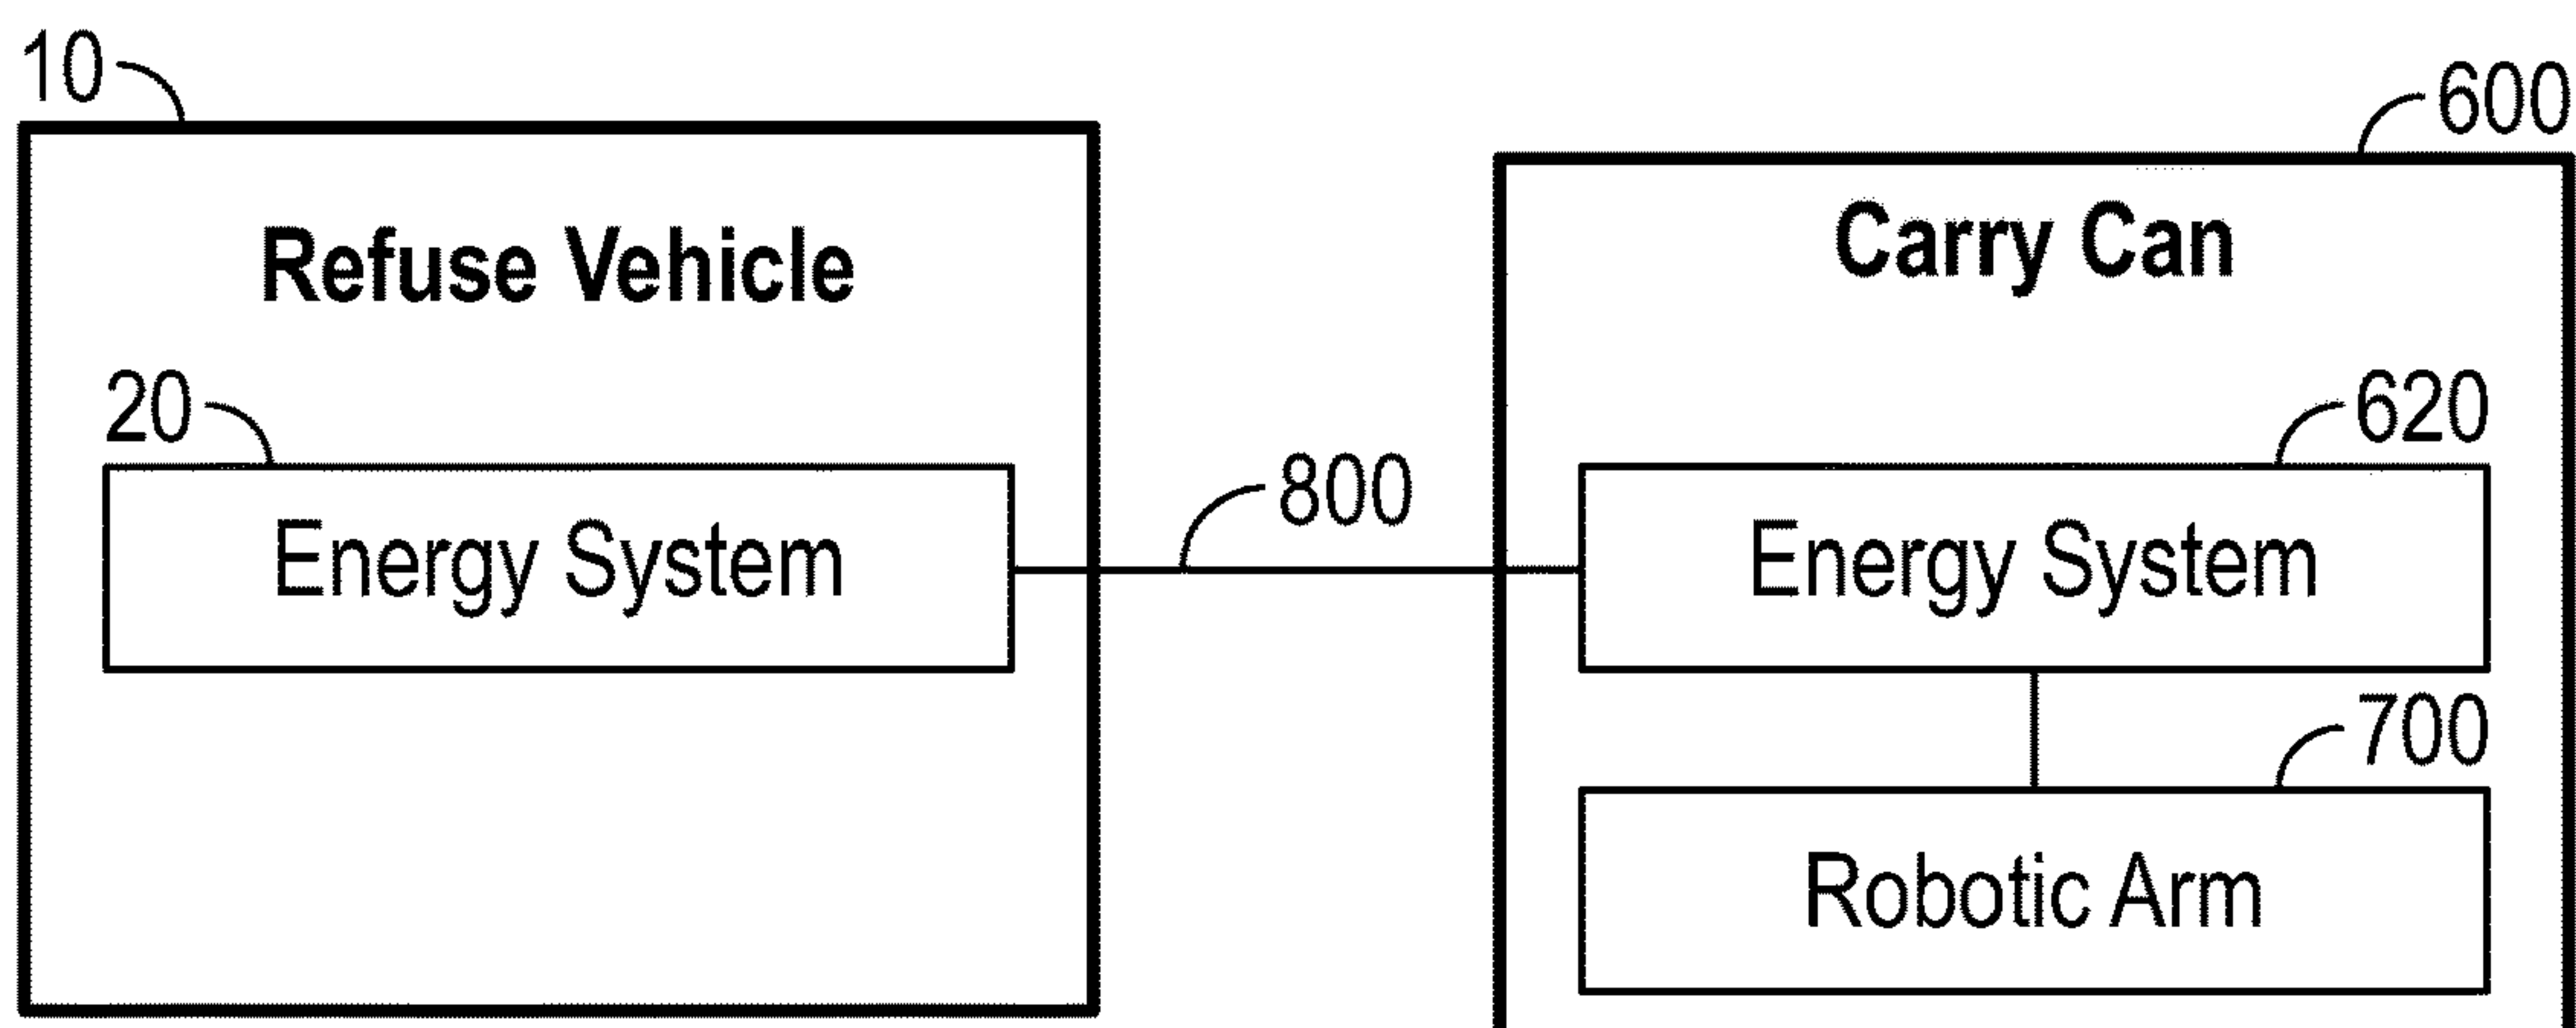 10
600
Refuse Vehicle
Carry Can
20
620
800
Energy System
Energy System
700
Robotic Arm